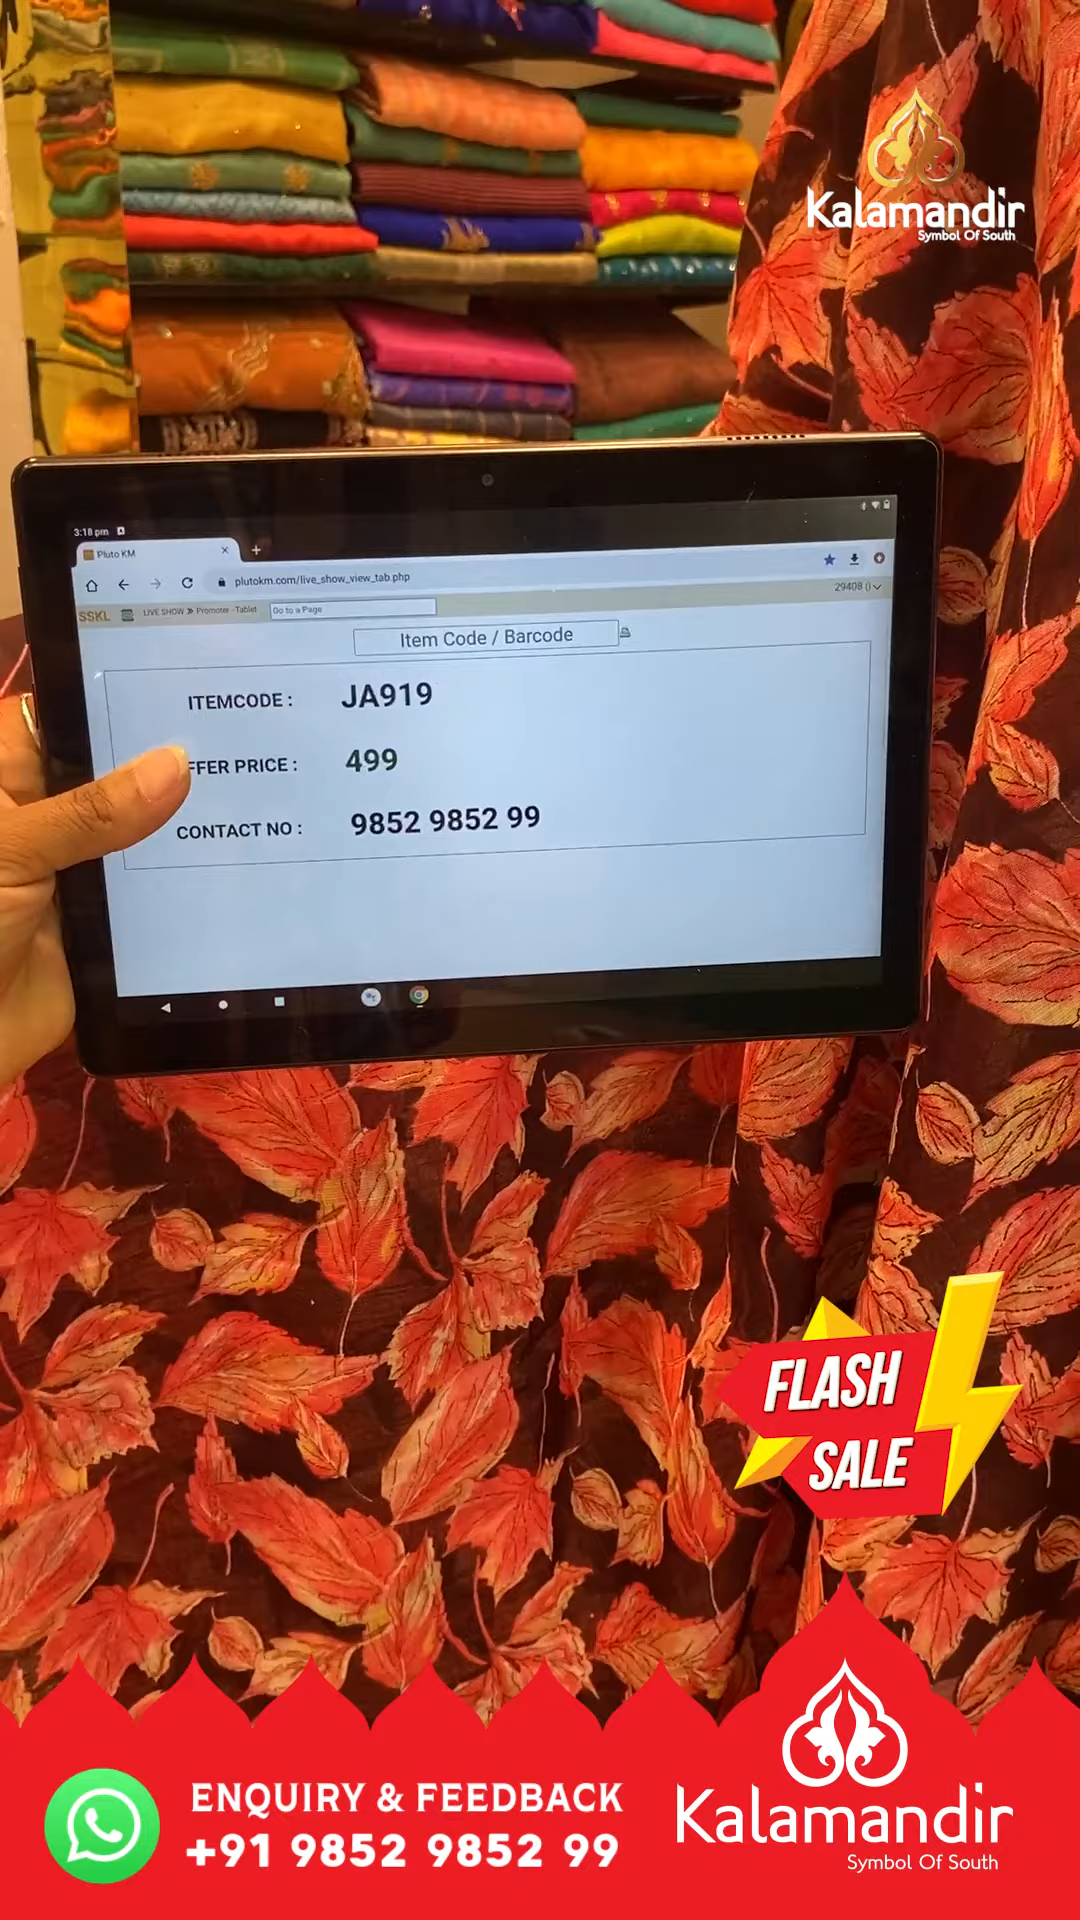 Kalamandir
Symbol Of South
3:18 pm
Pluto KM
plutokm.com/live_show_view_tab.php
29408 ()
SSKL
LIVE SHOW » Promoter - Tablet
Go to a Page
Item Code / Barcode
ITEMCODE : JA919
FFER PRICE : 499
CONTACT NO : 9852 9852 99
FLASH
SALE
ENQUIRY & FEEDBACK
+91 9852 9852 99
Kalamandir
Symbol Of South